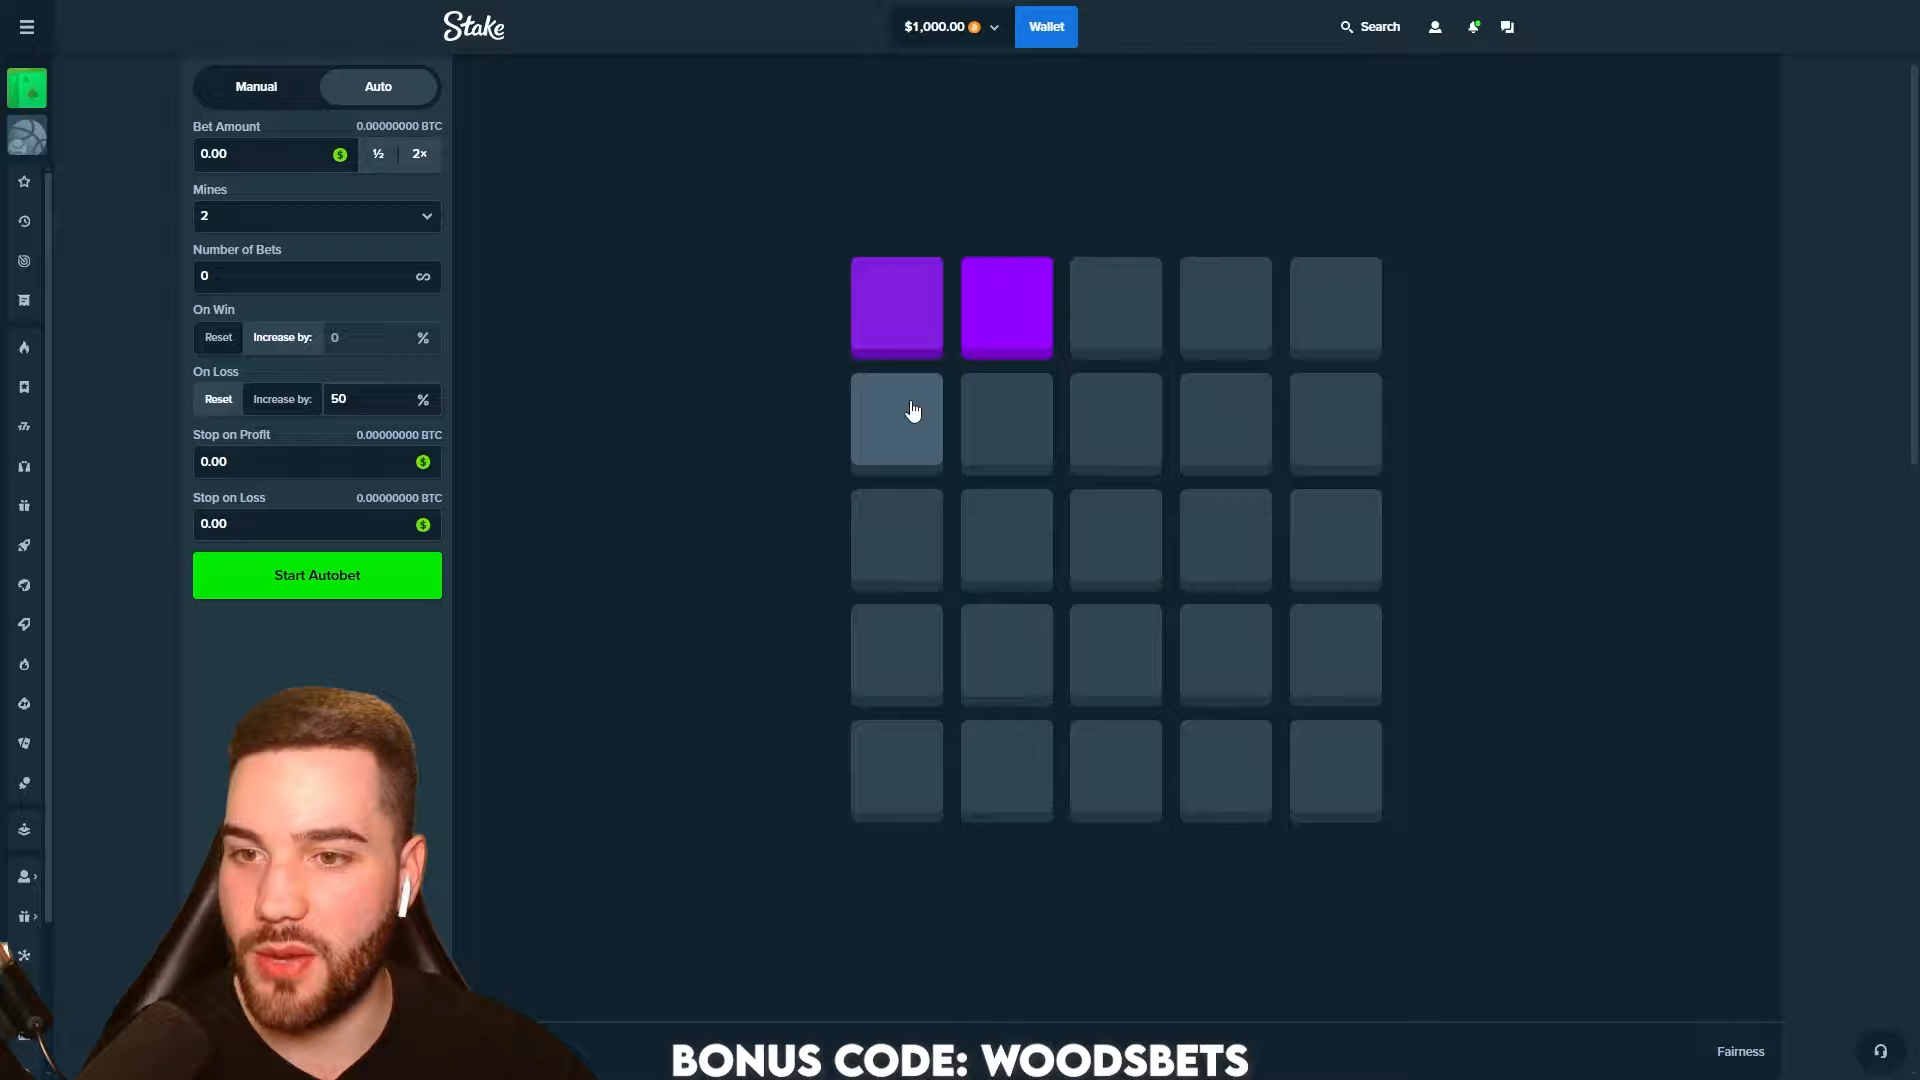 Stake
$1,000.00
Wallet
Search
Manual
Auto
Bet Amount
0.00000000 BTC
0.00
½
2×
Mines
2
Number of Bets
0
On Win
Reset
Increase by:
0
%
On Loss
Reset
Increase by:
50
%
Stop on Profit
0.00000000 BTC
0.00
Stop on Loss
0.00000000 BTC
0.00
Start Autobet
BONUS CODE: WOODSBETS
Fairness